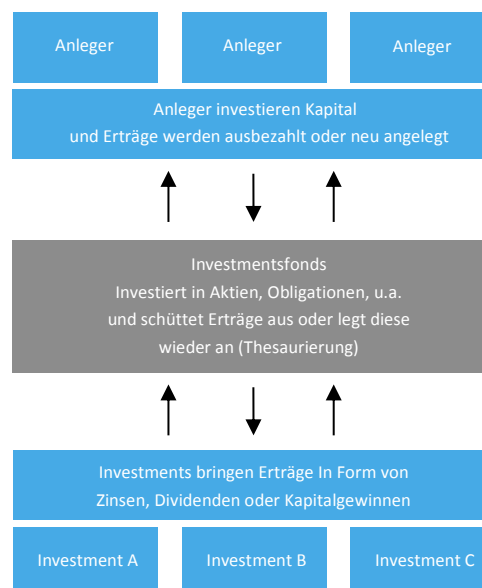 Anleger
Anleger
Anleger
Anleger investieren Kapital
und Erträge werden ausbezahlt oder neu angelegt
Investmentsfonds
Investiert in Aktien, Obligationen, u.a.
und schüttet Erträge aus oder legt diese
wieder an (Thesaurierung)
Investments bringen Erträge In Form von
Zinsen, Dividenden oder Kapitalgewinnen
Investment A
Investment B
Investment C